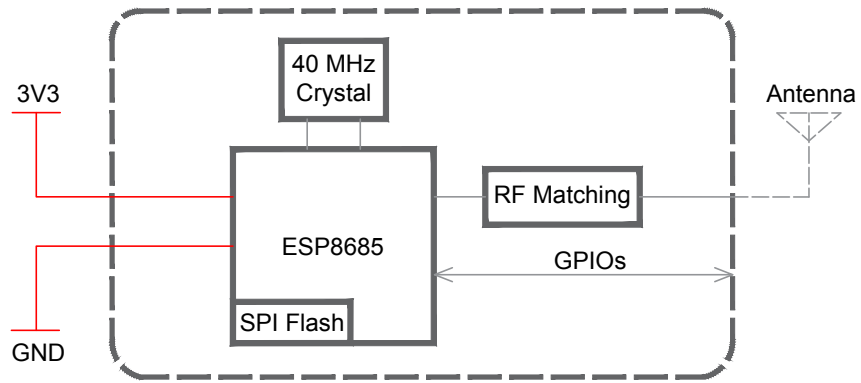 40 MHz
Crystal
3V3
Antenna
RF Matching
ESP8685
GPIOs
SPI Flash
GND